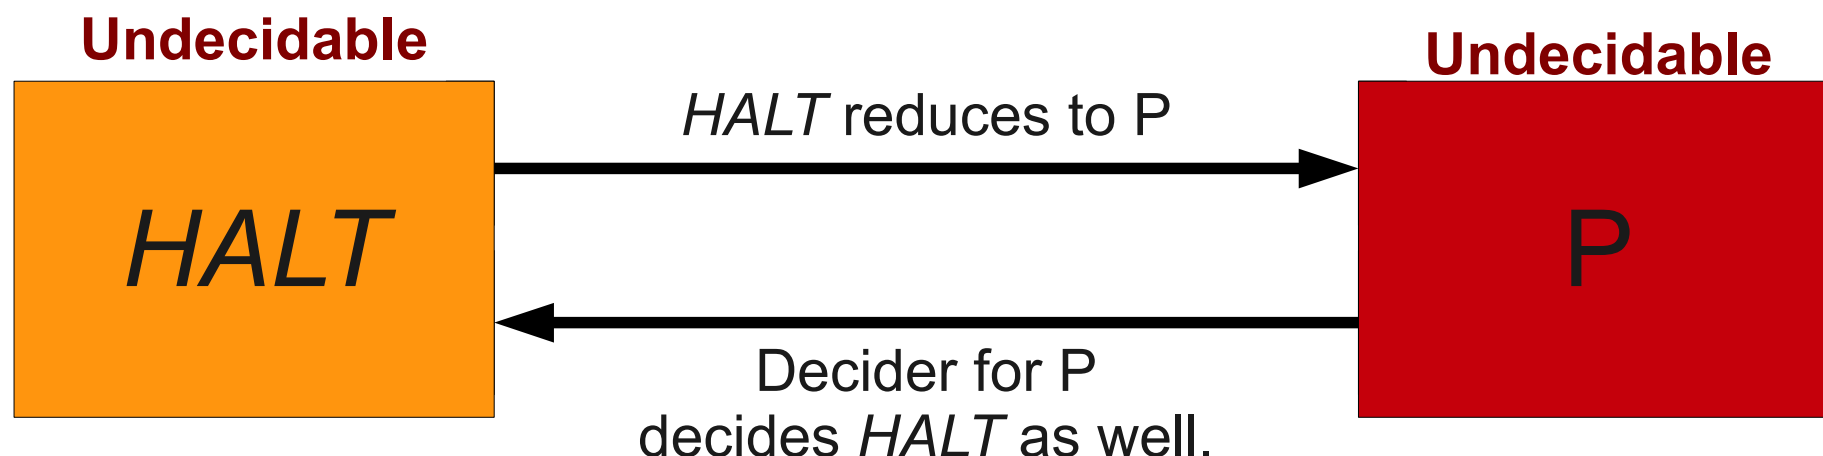 Undecidable
Undecidable
HALT reduces to P
HALT
P
Decider for P
decides HALT as well.